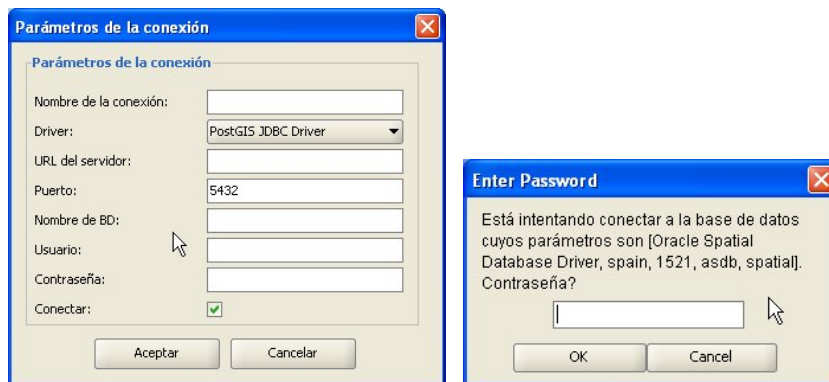 Parámetros de la conexión
Parámetros de la conexión
Nombre de la conexión:
Driver: PostGIS JDBC Driver
URL del servidor:
Puerto: 5432
Nombre de BD:
Usuario:
Contraseña:
Conectar:
Aceptar Cancelar
Enter Password
Está intentando conectar a la base de datos
cuyos parámetros son [Oracle Spatial
Database Driver, spain, 1521, asdb, spatial].
Contraseña?
OK Cancel